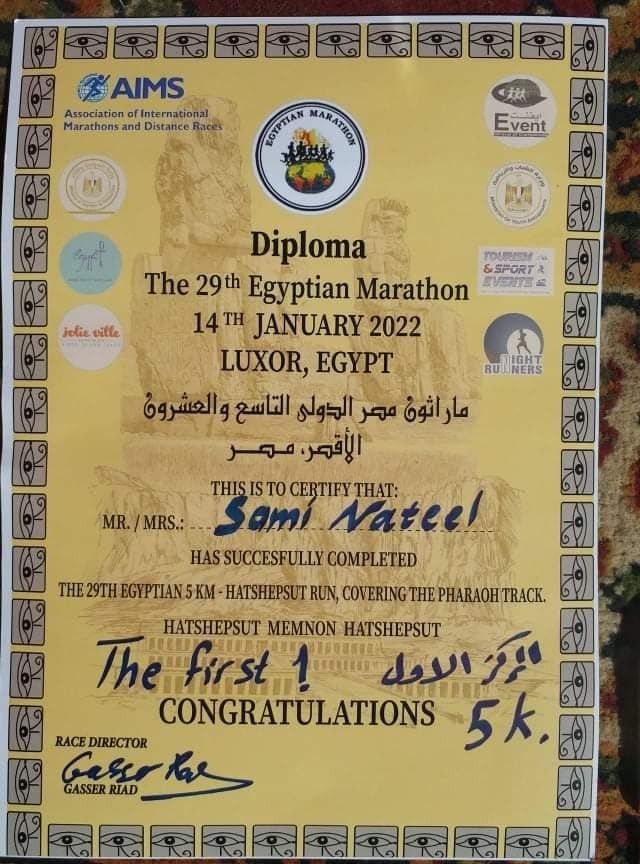 AIMS
Association of International
Marathons and Distance Races
EGYPTIAN MARATHON
ايفنت
Event
Egypt
TOURISM
& SPORT
EVENTS
jolie ville
NIGHT
RUNNERS
Diploma
The 29th Egyptian Marathon
14TH JANUARY 2022
LUXOR, EGYPT
ماراثون مصر الدولى التاسع والعشرون
الأقصر، مصر
THIS IS TO CERTIFY THAT:
MR. / MRS.: Sami Nateel
HAS SUCCESFULLY COMPLETED
THE 29TH EGYPTIAN 5 KM - HATSHEPSUT RUN, COVERING THE PHARAOH TRACK.
HATSHEPSUT MEMNON HATSHEPSUT
The first 1 المركز الاول
CONGRATULATIONS 5 k.
RACE DIRECTOR
GASSER RIAD